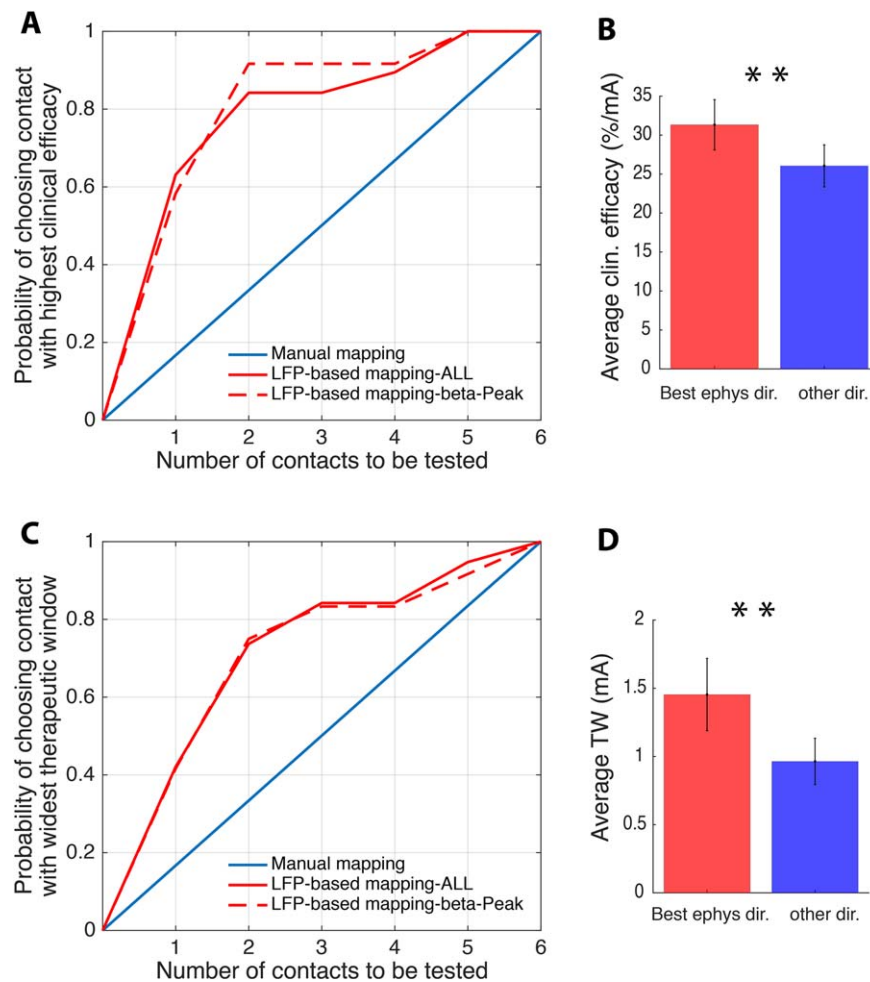 A
Probability of choosing contact
with highest clinical efficacy
1
0.8
0.6
0.4
0.2
0
1 2 3 4 5 6
Number of contacts to be tested
Manual mapping
LFP-based mapping-ALL
LFP-based mapping-beta-Peak
B
* *
Average clin. efficacy (%/mA)
35
30
25
20
15
10
5
0
Best ephys dir. other dir.
C
Probability of choosing contact
with widest therapeutic window
1
0.8
0.6
0.4
0.2
0
1 2 3 4 5 6
Number of contacts to be tested
Manual mapping
LFP-based mapping-ALL
LFP-based mapping-beta-Peak
D
* *
Average TW (mA)
2
1.5
1
0.5
0
Best ephys dir. other dir.